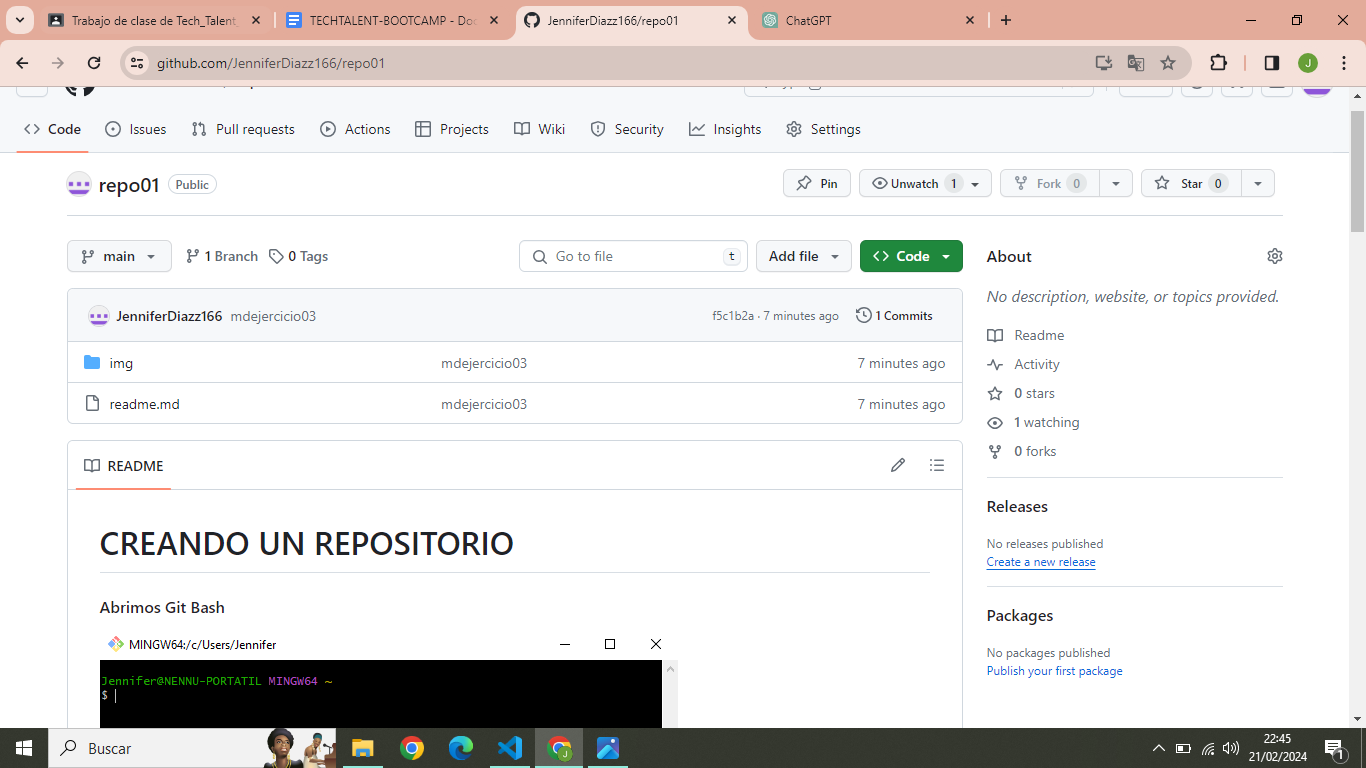 Trabajo de clase de Tech_Talent
TECHTALENT-BOOTCAMP - Doc
JenniferDiazz166/repo01
ChatGPT
github.com/JenniferDiazz166/repo01
Code Issues Pull requests Actions Projects Wiki Security Insights Settings
repo01 Public
Pin Unwatch 1 Fork 0 Star 0
main 1 Branch 0 Tags Go to file t Add file Code
JenniferDiazz166 mdejercicio03 f5c1b2a · 7 minutes ago 1 Commits
img mdejercicio03 7 minutes ago
readme.md mdejercicio03 7 minutes ago
README
CREANDO UN REPOSITORIO
Abrimos Git Bash
MINGW64:/c/Users/Jennifer
Jennifer@NENNU-PORTATIL MINGW64 ~
$
About
No description, website, or topics provided.
Readme
Activity
0 stars
1 watching
0 forks
Releases
No releases published
Create a new release
Packages
No packages published
Publish your first package
Buscar
22:45
21/02/2024
1
J
J